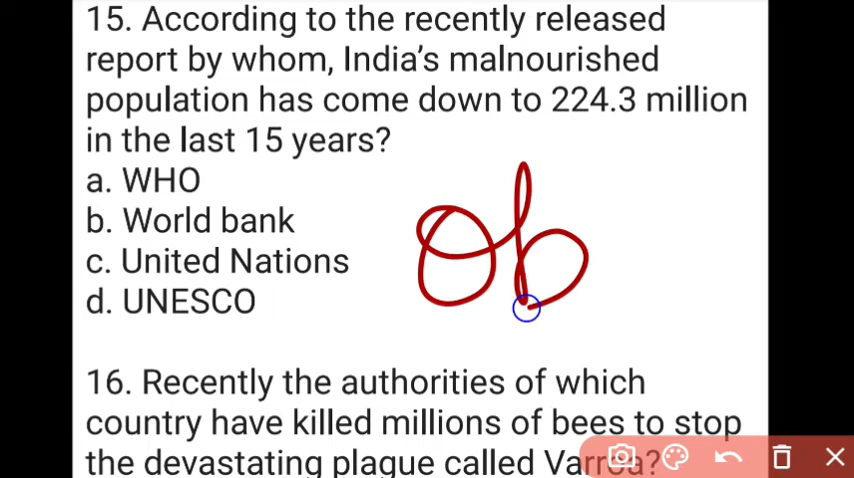 15. According to the recently released
report by whom, India’s malnourished
population has come down to 224.3 million
in the last 15 years?
a. WHO
b. World bank
c. United Nations
d. UNESCO
16. Recently the authorities of which
country have killed millions of bees to stop
the devastating plague called Varroa?